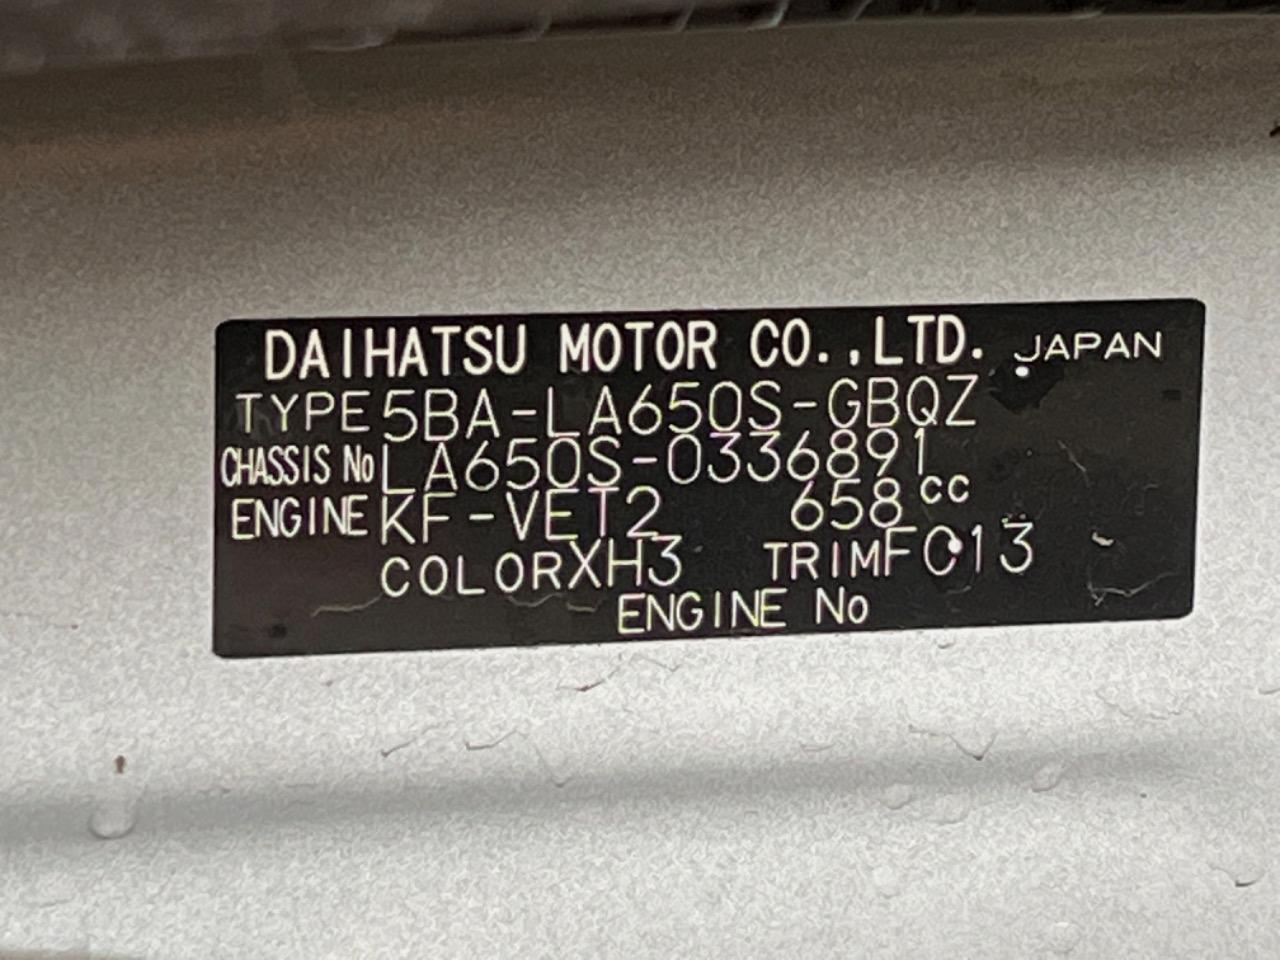 DAIHATSU MOTOR CO.,LTD. JAPAN
TYPE 5BA-LA650S-GBQZ
CHASSIS No LA650S-0336891
ENGINE KF-VET2 658cc
COLOR XH3 TRIM FC13
ENGINE No